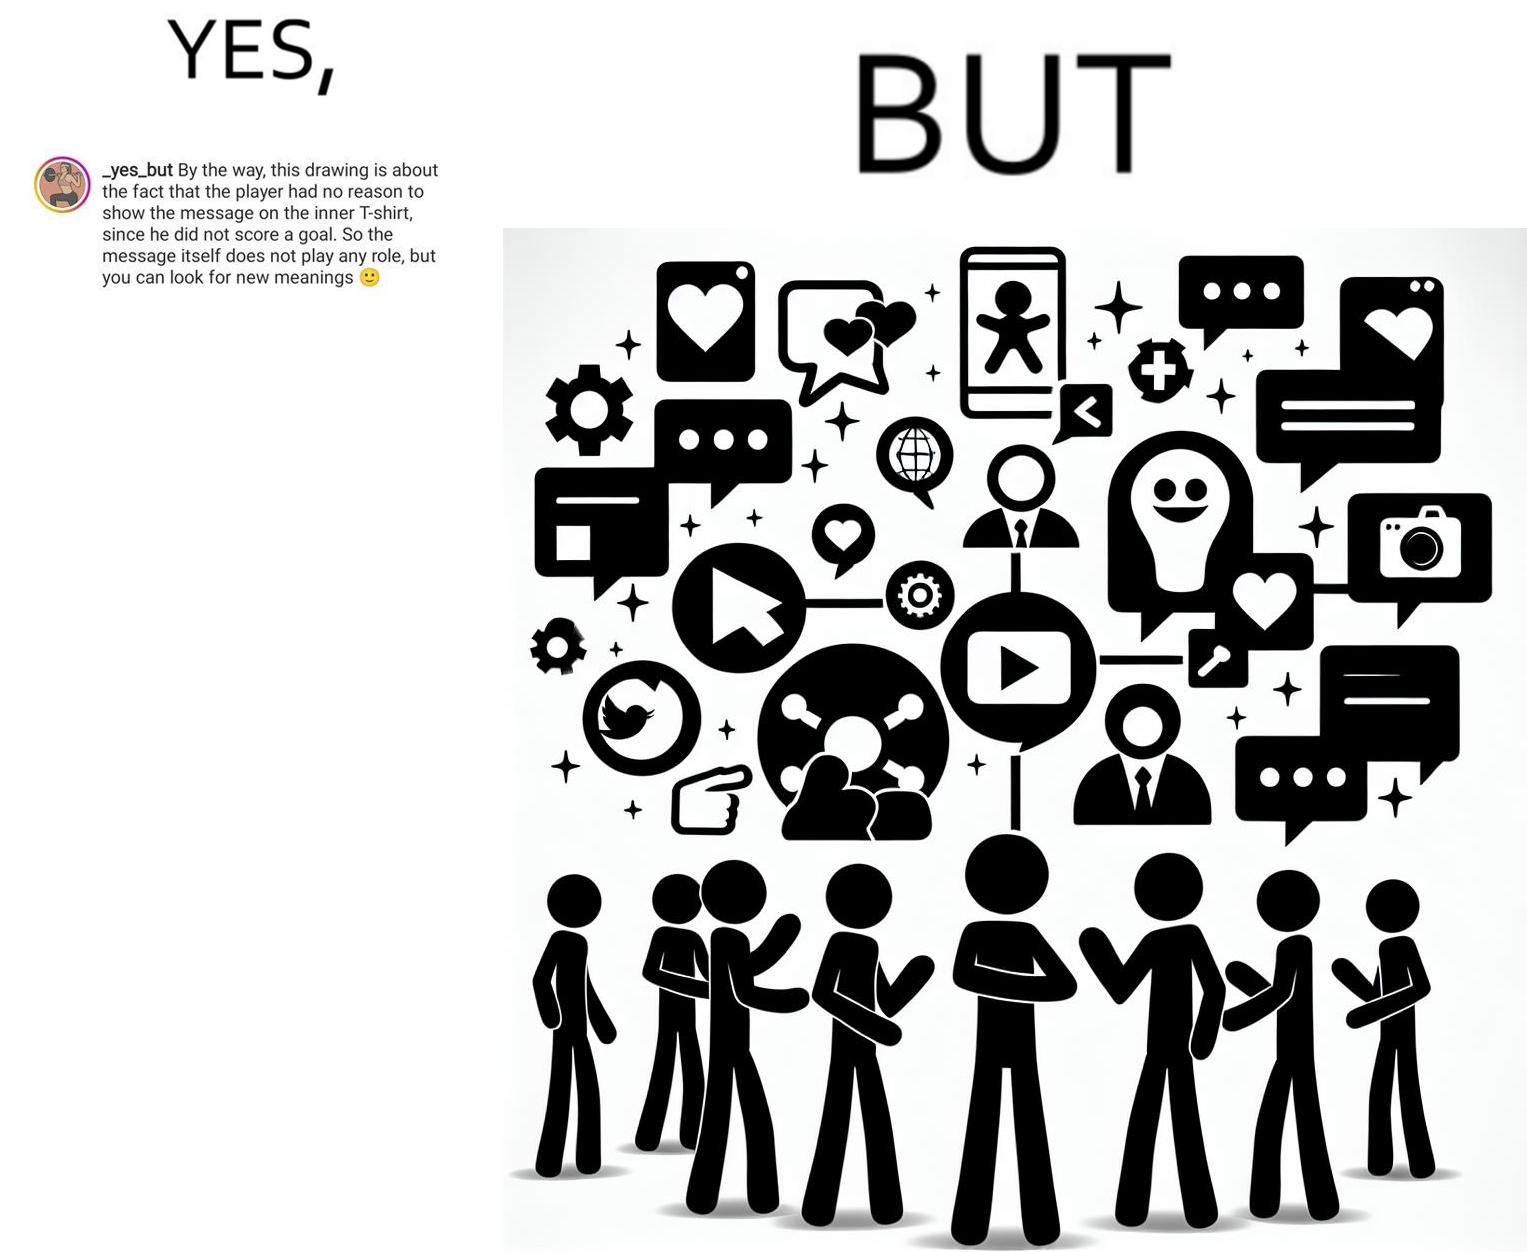 YES,
BUT
_yes_but By the way, this drawing is about
the fact that the player had no reason to
show the message on the inner T-shirt,
since he did not score a goal. So the
message itself does not play any role, but
you can look for new meanings 🙂